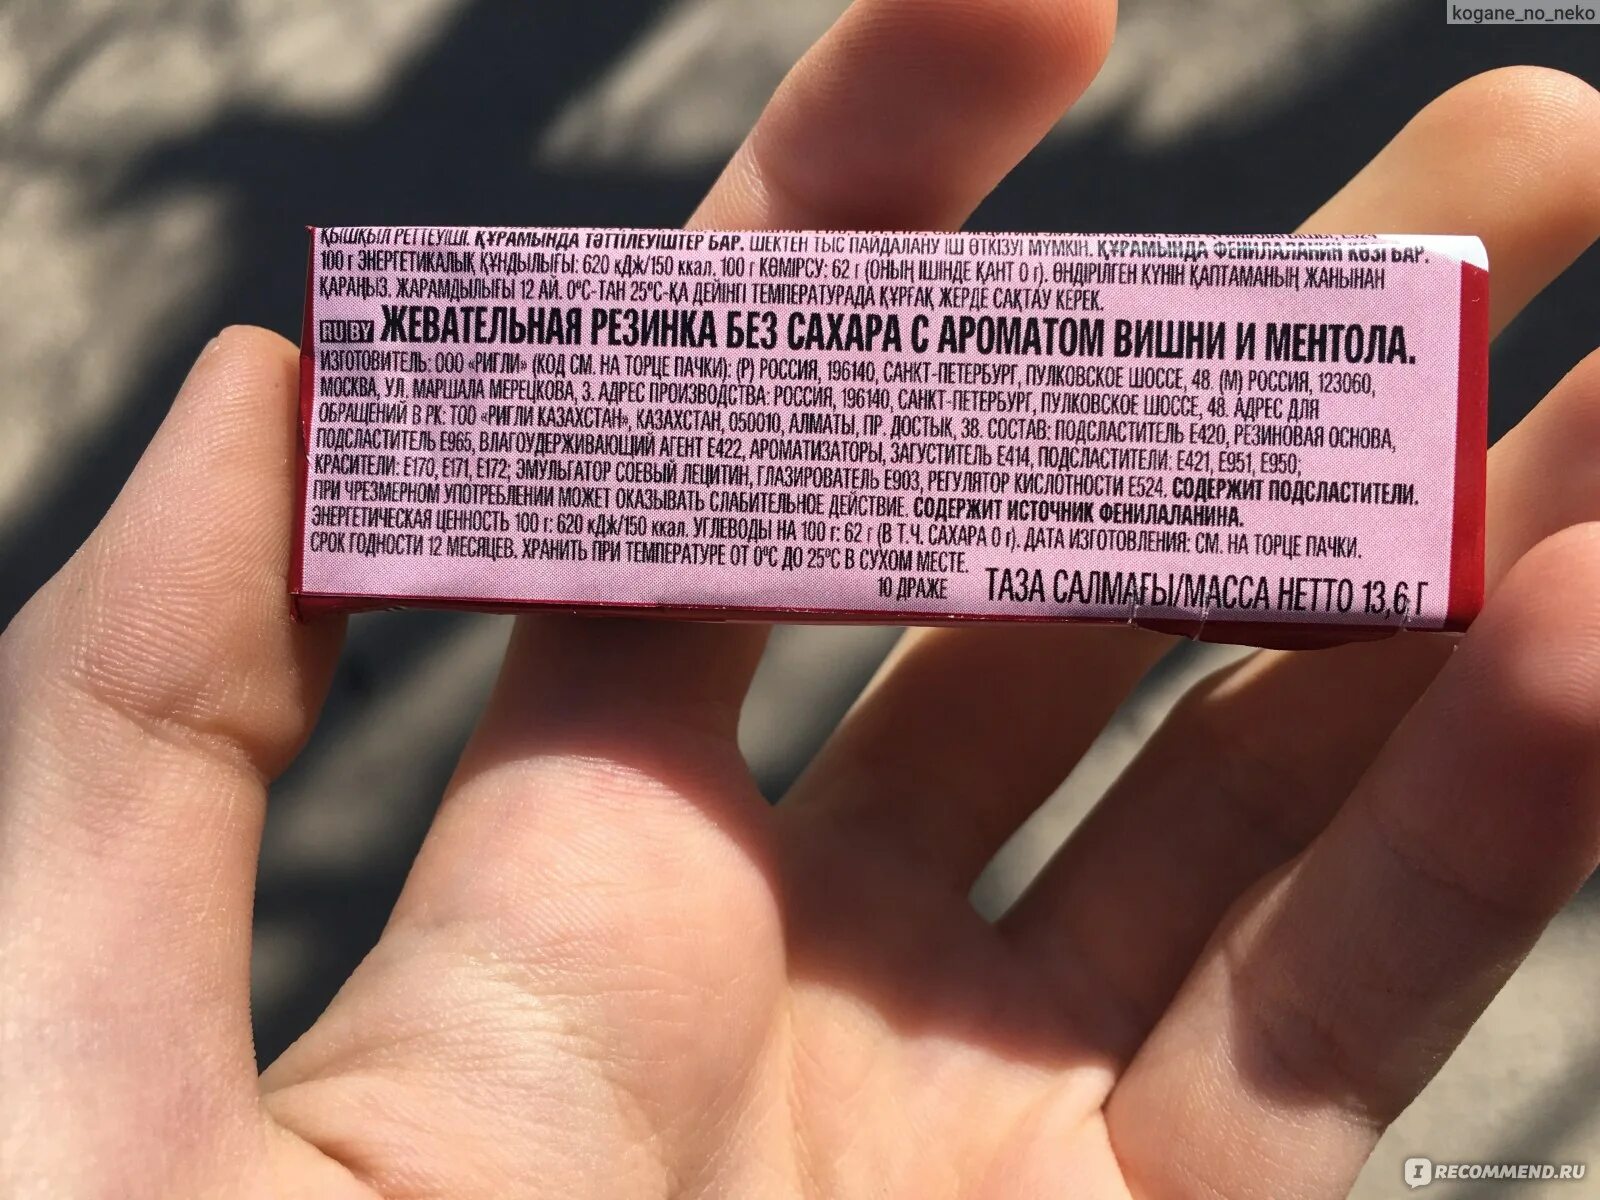 kogane_no_neko
ҚЫШҚЫЛ РЕТТЕУІШІ. ҚҰРАМЫНДА ТӘТТІЛЕУІШТЕР БАР. ШЕКТЕН ТЫС ПАЙДАЛАНУ ІШ ӨТКІЗУІ МҮМКІН. ҚҰРАМЫНДА ФЕНИЛАЛАНИН КӨЗІ БАР.
100 г ЭНЕРГЕТИКАЛЫҚ ҚҰНДЫЛЫҒЫ: 620 кДж/150 ккал. 100 г КӨМІРСУ: 62 г (ОНЫҢ ІШІНДЕ ҚАНТ 0 г). ӨНДІРІЛГЕН КҮНІН ҚАПТАМАНЫҢ ЖАНЫНАН
ҚАРАҢЫЗ. ЖАРАМДЫЛЫҒЫ 12 АЙ. 0°C-ТАН 25°C-ҚА ДЕЙІНГІ ТЕМПЕРАТУРАДА ҚҰРҒАҚ ЖЕРДЕ САҚТАУ КЕРЕК.
RU BY ЖЕВАТЕЛЬНАЯ РЕЗИНКА БЕЗ САХАРА С АРОМАТОМ ВИШНИ И МЕНТОЛА.
ИЗГОТОВИТЕЛЬ: ООО «РИГЛИ» (КОД СМ. НА ТОРЦЕ ПАЧКИ): (Р) РОССИЯ, 196140, САНКТ-ПЕТЕРБУРГ, ПУЛКОВСКОЕ ШОССЕ, 48. (М) РОССИЯ, 123060,
МОСКВА, УЛ. МАРШАЛА МЕРЕЦКОВА, 3. АДРЕС ПРОИЗВОДСТВА: РОССИЯ, 196140, САНКТ-ПЕТЕРБУРГ, ПУЛКОВСКОЕ ШОССЕ, 48. АДРЕС ДЛЯ
ОБРАЩЕНИЙ В РК: ТОО «РИГЛИ КАЗАХСТАН», КАЗАХСТАН, 050010, АЛМАТЫ, ПР. ДОСТЫК, 38. СОСТАВ: ПОДСЛАСТИТЕЛЬ Е420, РЕЗИНОВАЯ ОСНОВА,
ПОДСЛАСТИТЕЛЬ Е965, ВЛАГОУДЕРЖИВАЮЩИЙ АГЕНТ Е422, АРОМАТИЗАТОРЫ, ЗАГУСТИТЕЛЬ Е414, ПОДСЛАСТИТЕЛИ: Е421, Е951, Е950;
КРАСИТЕЛИ: Е170, Е171, Е172; ЭМУЛЬГАТОР СОЕВЫЙ ЛЕЦИТИН, ГЛАЗИРОВАТЕЛЬ Е903, РЕГУЛЯТОР КИСЛОТНОСТИ Е524. СОДЕРЖИТ ПОДСЛАСТИТЕЛИ.
ПРИ ЧРЕЗМЕРНОМ УПОТРЕБЛЕНИИ МОЖЕТ ОКАЗЫВАТЬ СЛАБИТЕЛЬНОЕ ДЕЙСТВИЕ. СОДЕРЖИТ ИСТОЧНИК ФЕНИЛАЛАНИНА.
ЭНЕРГЕТИЧЕСКАЯ ЦЕННОСТЬ 100 г: 620 кДж/150 ккал. УГЛЕВОДЫ НА 100 г: 62 г (В Т.Ч. САХАРА 0 г). ДАТА ИЗГОТОВЛЕНИЯ: СМ. НА ТОРЦЕ ПАЧКИ.
СРОК ГОДНОСТИ 12 МЕСЯЦЕВ. ХРАНИТЬ ПРИ ТЕМПЕРАТУРЕ ОТ 0°C ДО 25°C В СУХОМ МЕСТЕ.
10 ДРАЖЕ ТАЗА САЛМАҒЫ/МАССА НЕТТО 13,6 Г
IRECOMMEND.RU